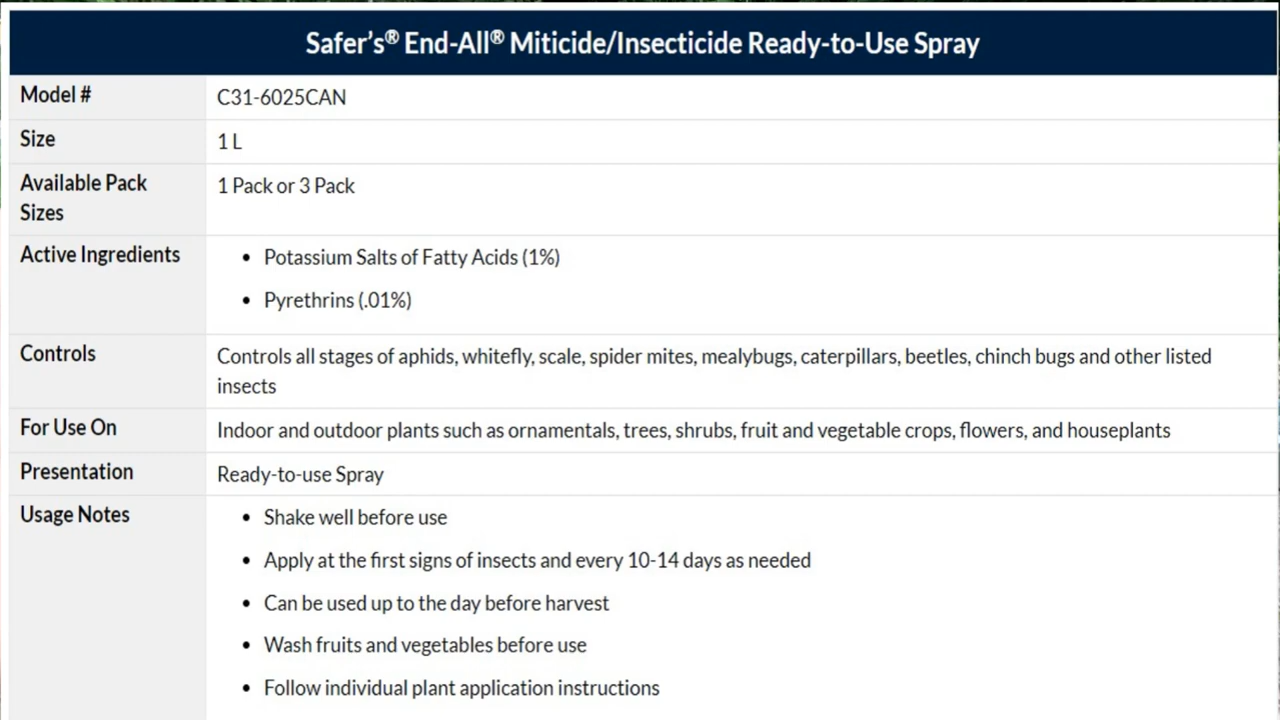 Safer's® End-All® Miticide/Insecticide Ready-to-Use Spray
Model #
C31-6025CAN
Size
1 L
Available Pack
Sizes
1 Pack or 3 Pack
Active Ingredients
• Potassium Salts of Fatty Acids (1%)
• Pyrethrins (.01%)
Controls
Controls all stages of aphids, whitefly, scale, spider mites, mealybugs, caterpillars, beetles, chinch bugs and other listed
insects
For Use On
Indoor and outdoor plants such as ornamentals, trees, shrubs, fruit and vegetable crops, flowers, and houseplants
Presentation
Ready-to-use Spray
Usage Notes
• Shake well before use
• Apply at the first signs of insects and every 10-14 days as needed
• Can be used up to the day before harvest
• Wash fruits and vegetables before use
• Follow individual plant application instructions